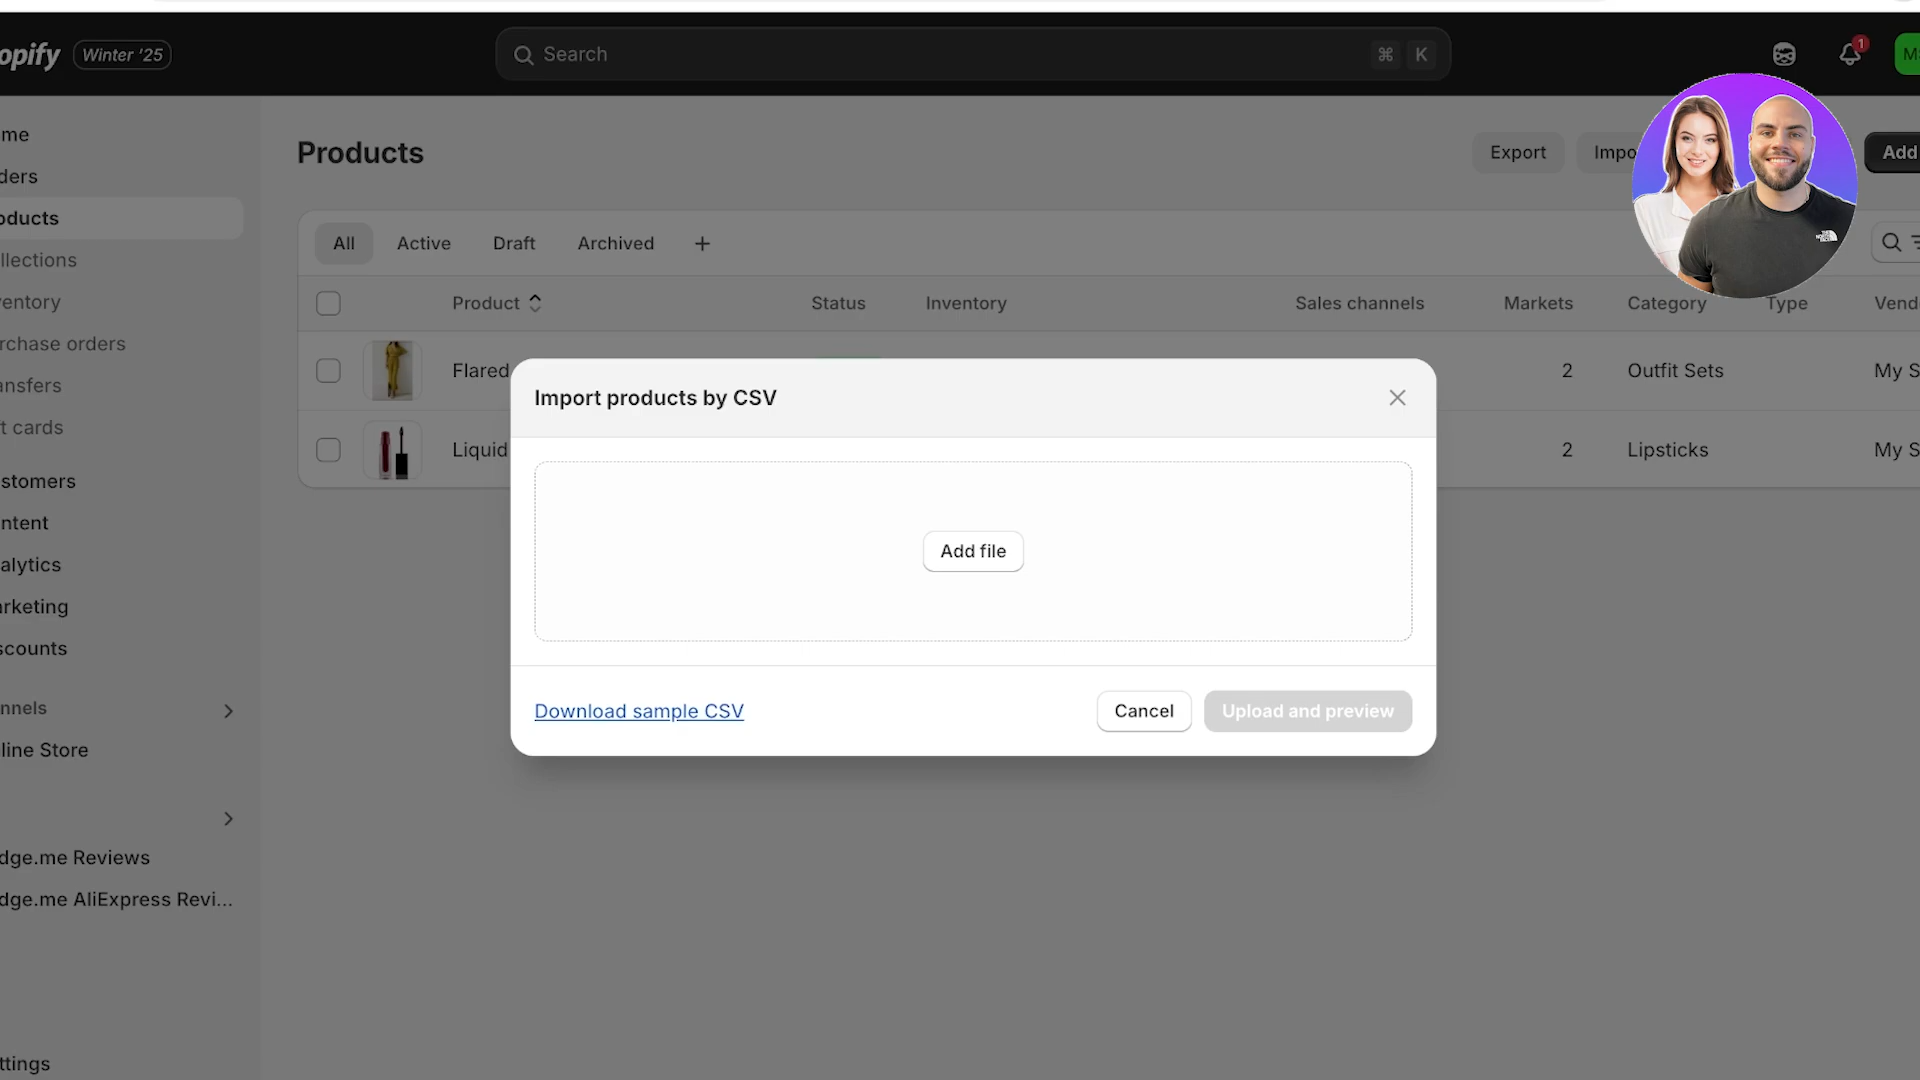 opify Winter '25
Search
⌘ K
1
M
me
ders
oducts
llections
entory
rchase orders
ansfers
t cards
stomers
ntent
alytics
arketing
scounts
nnels
line Store
dge.me Reviews
dge.me AliExpress Revi...
ttings
Products
Export
Impo
Add
All Active Draft Archived +
Product Status Inventory Sales channels Markets Category Type Vend
Flared 2 Outfit Sets My S
Liquid 2 Lipsticks My S
Import products by CSV
Add file
Download sample CSV
Cancel
Upload and preview